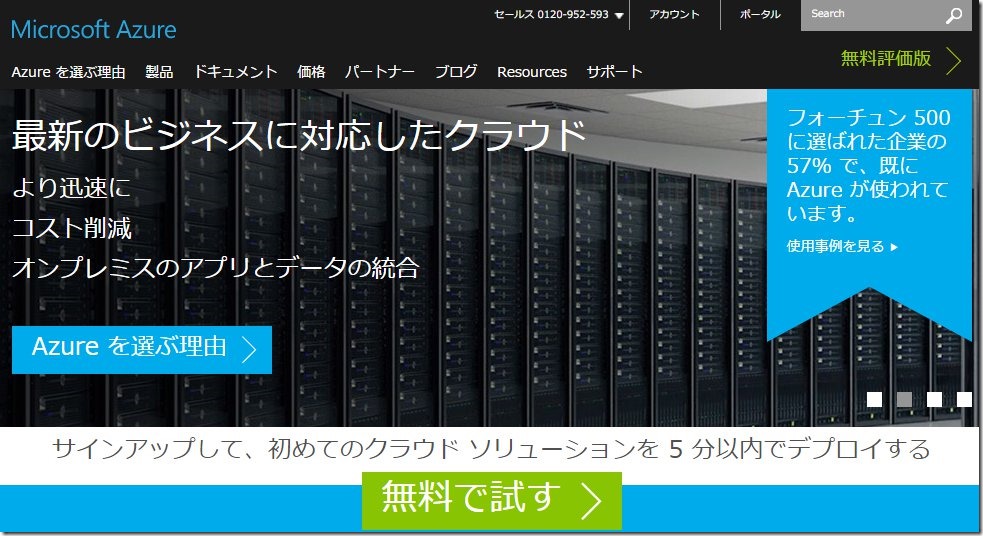 Microsoft Azure
セールス 0120-952-593
アカウント
ポータル
Search
Azure を選ぶ理由 製品 ドキュメント 価格 パートナー ブログ Resources サポート
無料評価版
最新のビジネスに対応したクラウド
より迅速に
コスト削減
オンプレミスのアプリとデータの統合
Azure を選ぶ理由
フォーチュン 500
に選ばれた企業の
57% で、既に
Azure が使われて
います。
使用事例を見る
サインアップして、初めてのクラウド ソリューションを 5 分以内でデプロイする
無料で試す